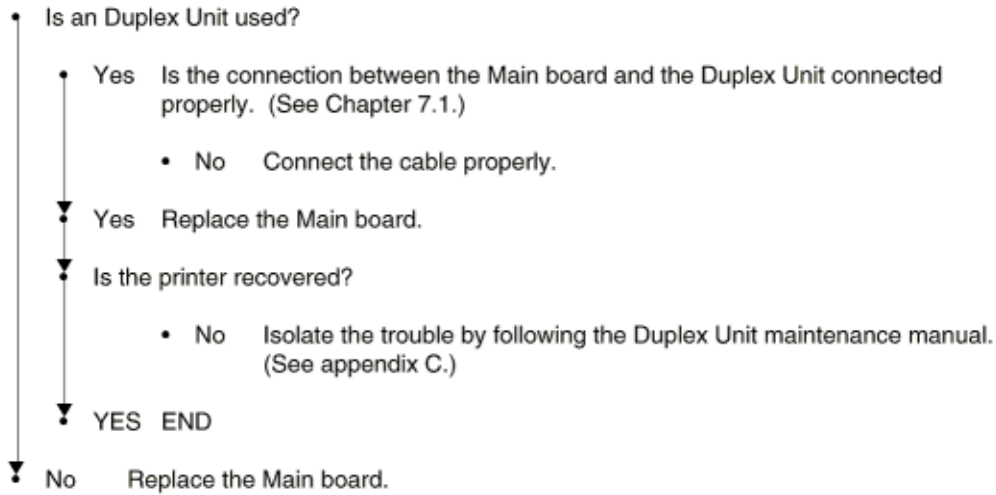 Is an Duplex Unit used?
Yes Is the connection between the Main board and the Duplex Unit connected
properly. (See Chapter 7.1.)
• No Connect the cable properly.
Yes Replace the Main board.
Is the printer recovered?
• No Isolate the trouble by following the Duplex Unit maintenance manual.
(See appendix C.)
YES END
No Replace the Main board.